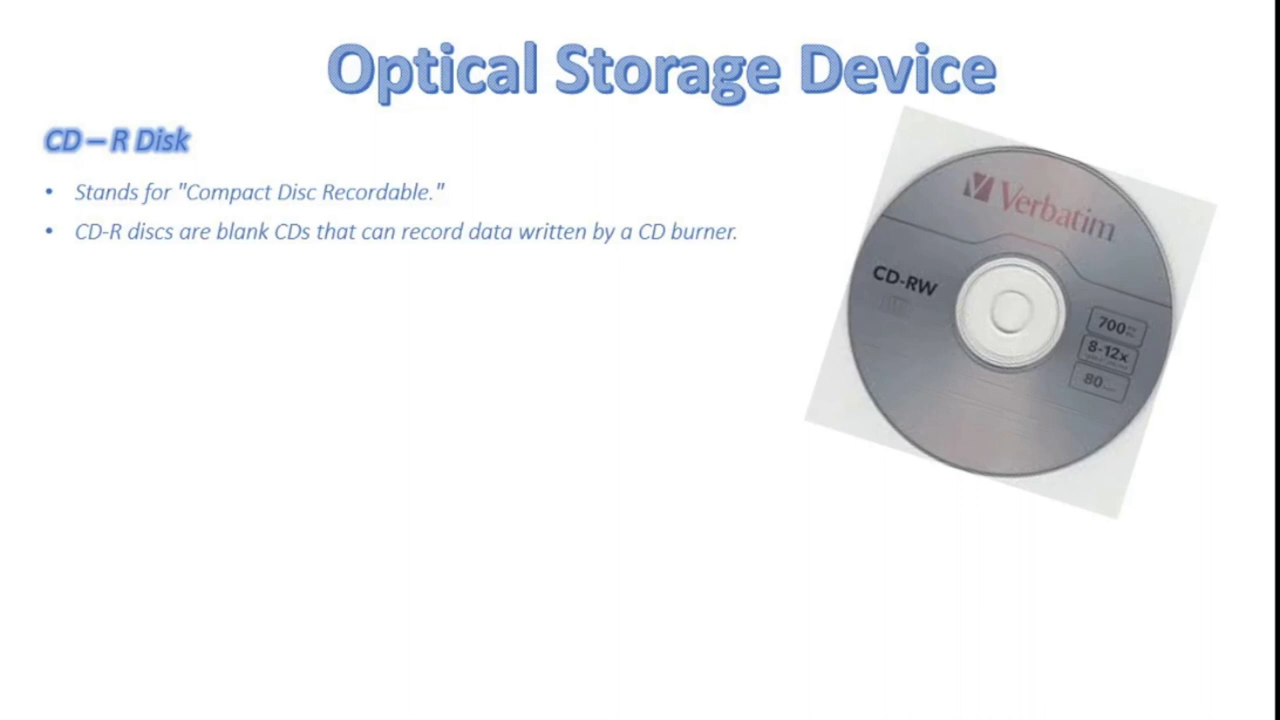 Optical Storage Device
CD – R Disk
• Stands for "Compact Disc Recordable."
• CD-R discs are blank CDs that can record data written by a CD burner.
Verbatim
CD-RW
700
8-12x
80